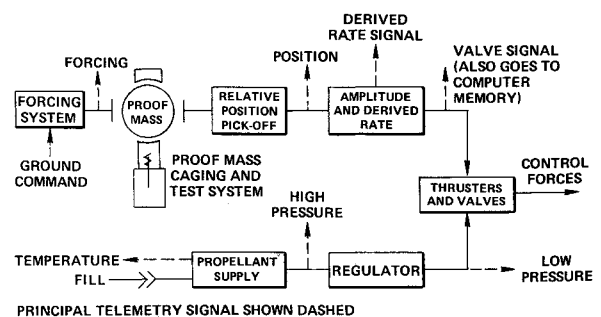 DERIVED
RATE SIGNAL
FORCING
POSITION
VALVE SIGNAL
(ALSO GOES TO
COMPUTER
MEMORY)
FORCING
SYSTEM
PROOF
MASS
RELATIVE
POSITION
PICK-OFF
AMPLITUDE
AND DERIVED
RATE
GROUND
COMMAND
PROOF MASS
CAGING AND
TEST SYSTEM
THRUSTERS
AND VALVES
CONTROL
FORCES
HIGH
PRESSURE
TEMPERATURE
FILL
PROPELLANT
SUPPLY
REGULATOR
LOW
PRESSURE
PRINCIPAL TELEMETRY SIGNAL SHOWN DASHED